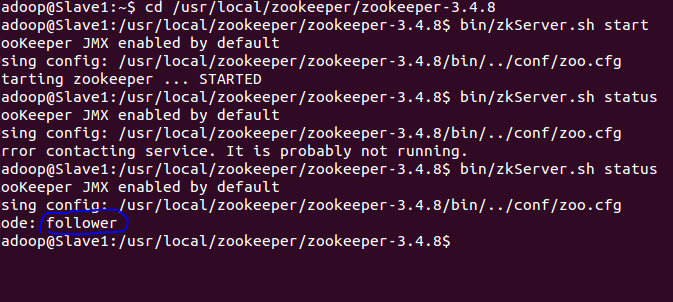 adoop@Slave1:~$ cd /usr/local/zookeeper/zookeeper-3.4.8
adoop@Slave1:/usr/local/zookeeper/zookeeper-3.4.8$ bin/zkServer.sh start
ooKeeper JMX enabled by default
sing config: /usr/local/zookeeper/zookeeper-3.4.8/bin/../conf/zoo.cfg
tarting zookeeper ... STARTED
adoop@Slave1:/usr/local/zookeeper/zookeeper-3.4.8$ bin/zkServer.sh status
ooKeeper JMX enabled by default
sing config: /usr/local/zookeeper/zookeeper-3.4.8/bin/../conf/zoo.cfg
rror contacting service. It is probably not running.
adoop@Slave1:/usr/local/zookeeper/zookeeper-3.4.8$ bin/zkServer.sh status
ooKeeper JMX enabled by default
sing config: /usr/local/zookeeper/zookeeper-3.4.8/bin/../conf/zoo.cfg
ode: follower
adoop@Slave1:/usr/local/zookeeper/zookeeper-3.4.8$